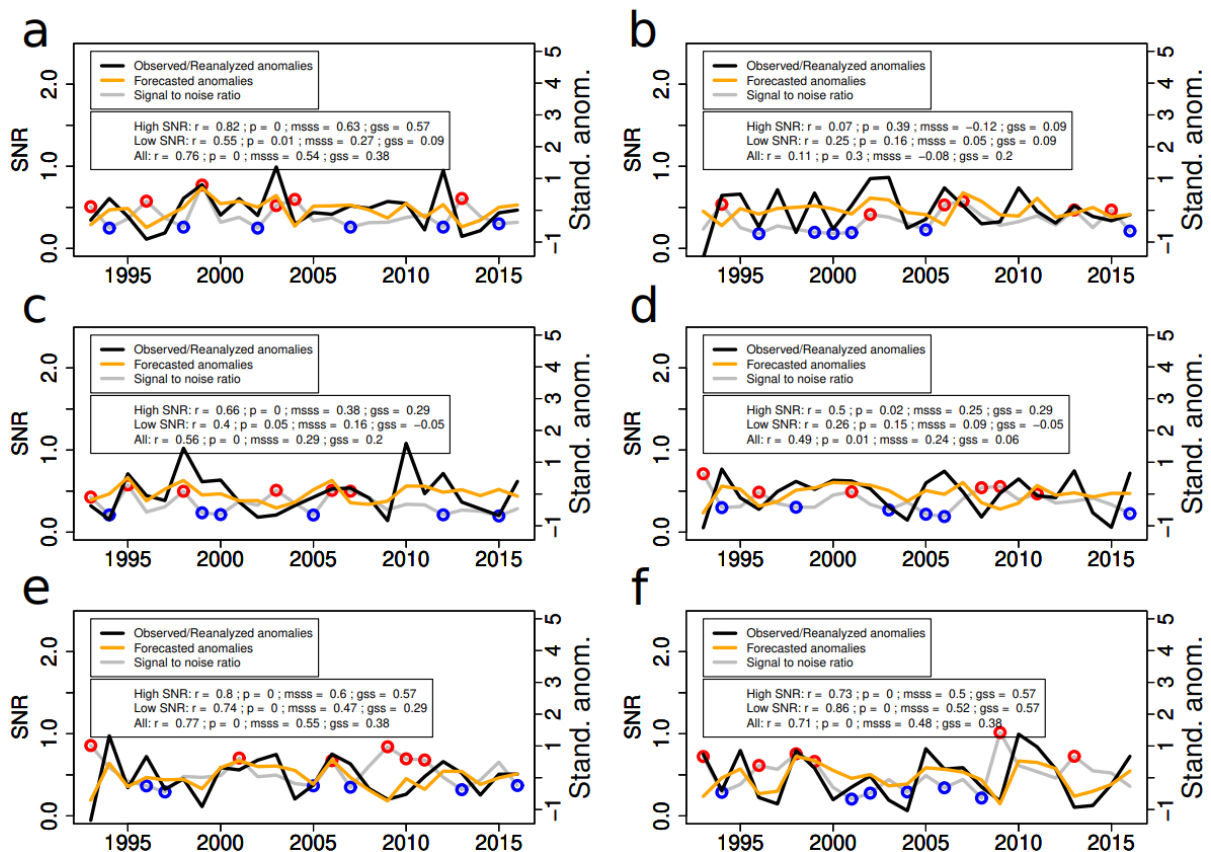 a
SNR
0.0
1.0
2.0
Observed/Reanalyzed anomalies
Forecasted anomalies
Signal to noise ratio
High SNR: r = 0.82 ; p = 0 ; msss = 0.63 ; gss = 0.57
Low SNR: r = 0.55 ; p = 0.01 ; msss = 0.27 ; gss = 0.09
All: r = 0.76 ; p = 0 ; msss = 0.54 ; gss = 0.38
−1
1
2
3
4
5
Stand. anom.
1995 2000 2005 2010 2015
b
SNR
0.0
1.0
2.0
Observed/Reanalyzed anomalies
Forecasted anomalies
Signal to noise ratio
High SNR: r = 0.07 ; p = 0.39 ; msss = −0.12 ; gss = 0.09
Low SNR: r = 0.25 ; p = 0.16 ; msss = 0.05 ; gss = 0.09
All: r = 0.11 ; p = 0.3 ; msss = −0.08 ; gss = 0.2
−1
1
2
3
4
5
Stand. anom.
1995 2000 2005 2010 2015
c
SNR
0.0
1.0
2.0
Observed/Reanalyzed anomalies
Forecasted anomalies
Signal to noise ratio
High SNR: r = 0.66 ; p = 0 ; msss = 0.38 ; gss = 0.29
Low SNR: r = 0.4 ; p = 0.05 ; msss = 0.16 ; gss = −0.05
All: r = 0.56 ; p = 0 ; msss = 0.29 ; gss = 0.2
−1
1
2
3
4
5
Stand. anom.
1995 2000 2005 2010 2015
d
SNR
0.0
1.0
2.0
Observed/Reanalyzed anomalies
Forecasted anomalies
Signal to noise ratio
High SNR: r = 0.5 ; p = 0.02 ; msss = 0.25 ; gss = 0.29
Low SNR: r = 0.26 ; p = 0.15 ; msss = 0.09 ; gss = −0.05
All: r = 0.49 ; p = 0.01 ; msss = 0.24 ; gss = 0.06
−1
1
2
3
4
5
Stand. anom.
1995 2000 2005 2010 2015
e
SNR
0.0
1.0
2.0
Observed/Reanalyzed anomalies
Forecasted anomalies
Signal to noise ratio
High SNR: r = 0.8 ; p = 0 ; msss = 0.6 ; gss = 0.57
Low SNR: r = 0.74 ; p = 0 ; msss = 0.47 ; gss = 0.29
All: r = 0.77 ; p = 0 ; msss = 0.55 ; gss = 0.38
−1
1
2
3
4
5
Stand. anom.
1995 2000 2005 2010 2015
f
SNR
0.0
1.0
2.0
Observed/Reanalyzed anomalies
Forecasted anomalies
Signal to noise ratio
High SNR: r = 0.73 ; p = 0 ; msss = 0.5 ; gss = 0.57
Low SNR: r = 0.86 ; p = 0 ; msss = 0.52 ; gss = 0.57
All: r = 0.71 ; p = 0 ; msss = 0.48 ; gss = 0.38
−1
1
2
3
4
5
Stand. anom.
1995 2000 2005 2010 2015